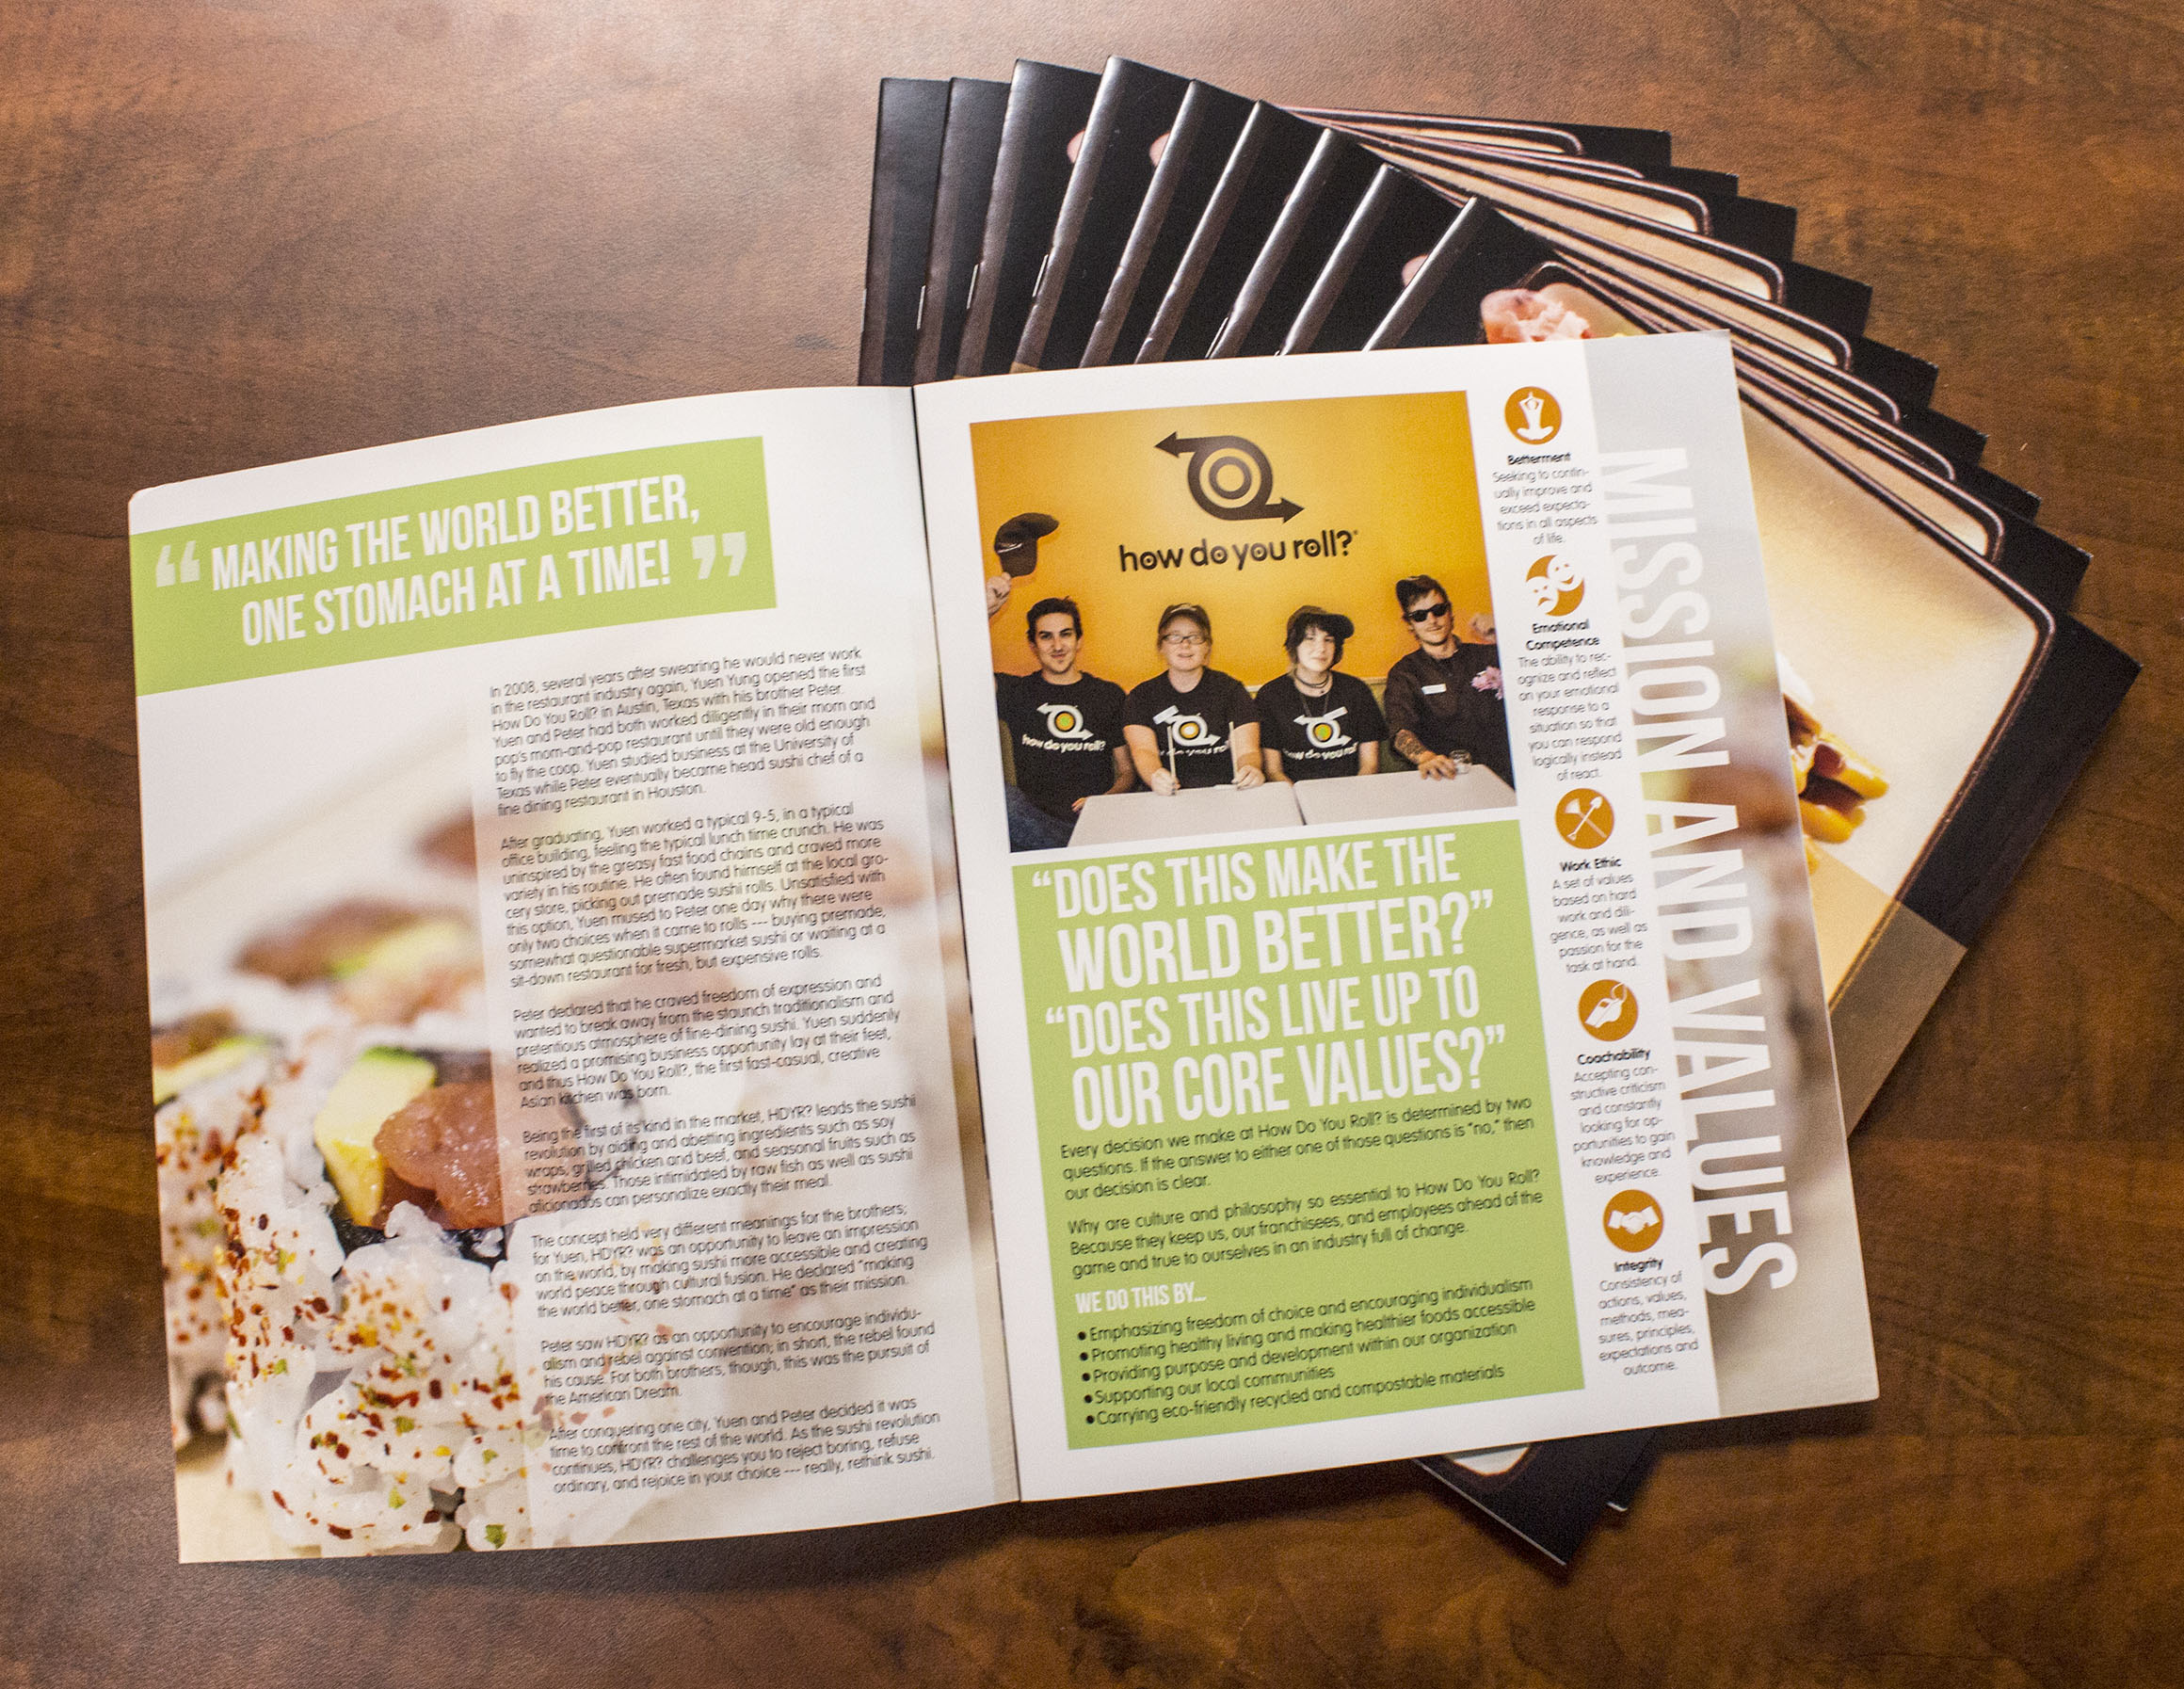 “ MAKING THE WORLD BETTER,
ONE STOMACH AT A TIME! ”
In 2008, several years after swearing he would never work
in the restaurant industry again, Yuen Yung opened the first
How Do You Roll? in Austin, Texas with his brother Peter.
Yuen and Peter had both worked diligently in their mom and
pop's mom-and-pop restaurant until they were old enough
to fly the coop. Yuen studied business at the University of
Texas while Peter eventually became head sushi chef of a
fine dining restaurant in Houston.
After graduating, Yuen worked a typical 9-5, in a typical
office building, feeling the typical lunch time crunch. He was
uninspired by the greasy fast food chains and craved more
variety in his routine. He often found himself at the local gro-
cery store, picking out premade sushi rolls. Unsatisfied with
this option, Yuen mused to Peter one day why there were
only two choices when it came to rolls --- buying premade,
somewhat questionable supermarket sushi or waiting at a
sit-down restaurant for fresh, but expensive rolls.
Peter declared that he craved freedom of expression and
wanted to break away from the staunch traditionalism and
pretentious atmosphere of fine-dining sushi. Yuen suddenly
realized a promising business opportunity lay at their feet,
and thus How Do You Roll?, the first fast-casual, creative
Asian kitchen was born.
Being the first of its kind in the market, HDYR? leads the sushi
revolution by aiding and abetting ingredients such as soy
wraps, grilled chicken and beef, and seasonal fruits such as
strawberries. Those intimidated by raw fish as well as sushi
aficionados can personalize exactly their meal.
The concept held very different meanings for the brothers;
for Yuen, HDYR? was an opportunity to leave an impression
on the world, by making sushi more accessible and creating
world peace through cultural fusion. He declared "making
the world better, one stomach at a time" as their mission.
Peter saw HDYR? as an opportunity to encourage individu-
alism and rebel against convention; in short, the rebel found
his cause. For both brothers, though, this was the pursuit of
the American Dream.
After conquering one city, Yuen and Peter decided it was
time to confront the rest of the world. As the sushi revolution
continues, HDYR? challenges you to reject boring, refuse
ordinary, and rejoice in your choice --- really, rethink sushi.
how do you roll?®
how do you roll?
“DOES THIS MAKE THE
WORLD BETTER?”
“DOES THIS LIVE UP TO
OUR CORE VALUES?”
Every decision we make at How Do You Roll? is determined by two
questions. If the answer to either one of those questions is "no," then
our decision is clear.
Why are culture and philosophy so essential to How Do You Roll?
Because they keep us, our franchisees, and employees ahead of the
game and true to ourselves in an industry full of change.
WE DO THIS BY...
• Emphasizing freedom of choice and encouraging individualism
• Promoting healthy living and making healthier foods accessible
• Providing purpose and development within our organization
• Supporting our local communities
• Carrying eco-friendly recycled and compostable materials
Betterment
Seeking to contin-
ually improve and
exceed expecta-
tions in all aspects
of life.
Emotional
Competence
The ability to rec-
ognize and reflect
on your emotional
response to a
situation so that
you can respond
logically instead
of react.
Work Ethic
A set of values
based on hard
work and dili-
gence, as well as
passion for the
task at hand.
Coachability
Accepting con-
structive criticism
and constantly
looking for op-
portunities to gain
knowledge and
experience.
Integrity
Consistency of
actions, values,
methods, mea-
sures, principles,
expectations and
outcome.
MISSION AND VALUES